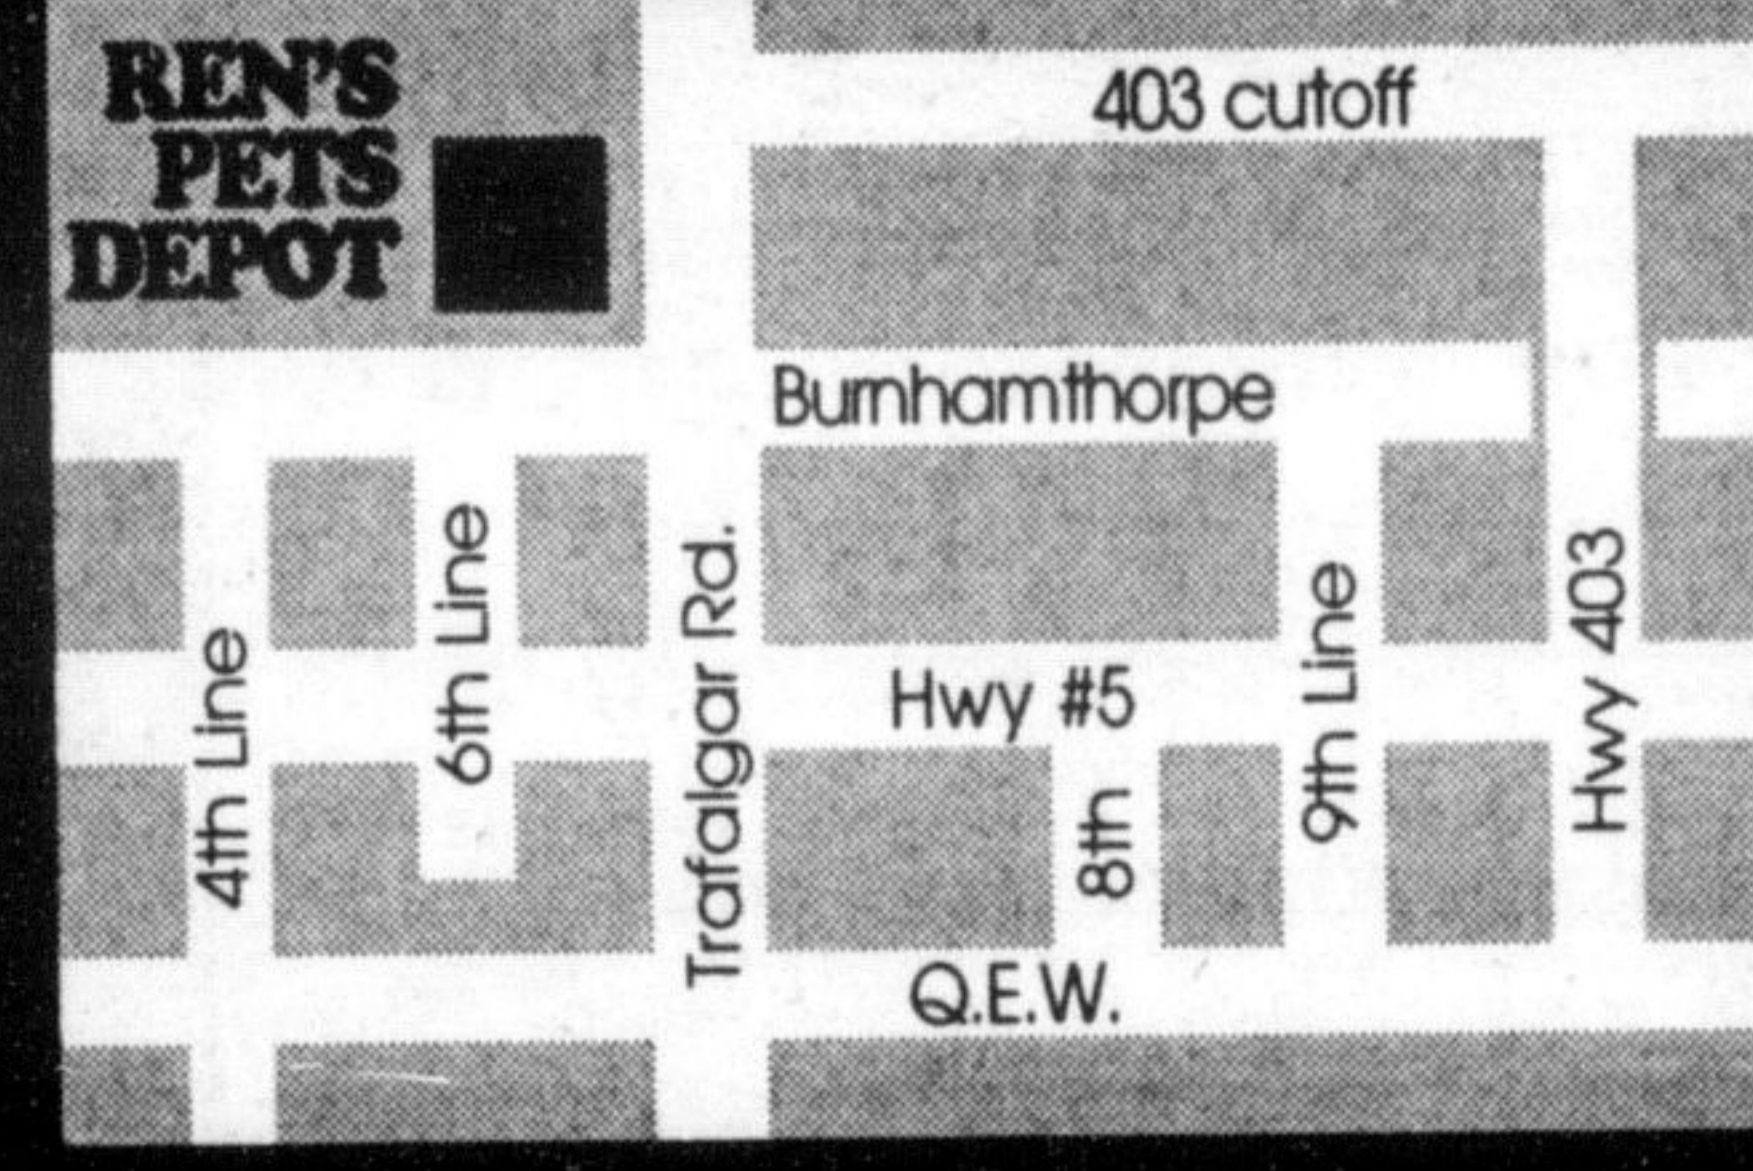 REN'S
PETS
DEPOT
403 cutoff
Burnhamthorpe
4th Line
6th Line
Trafalgar Rd.
Hwy #5
8th
9th Line
Hwy 403
Q.E.W.